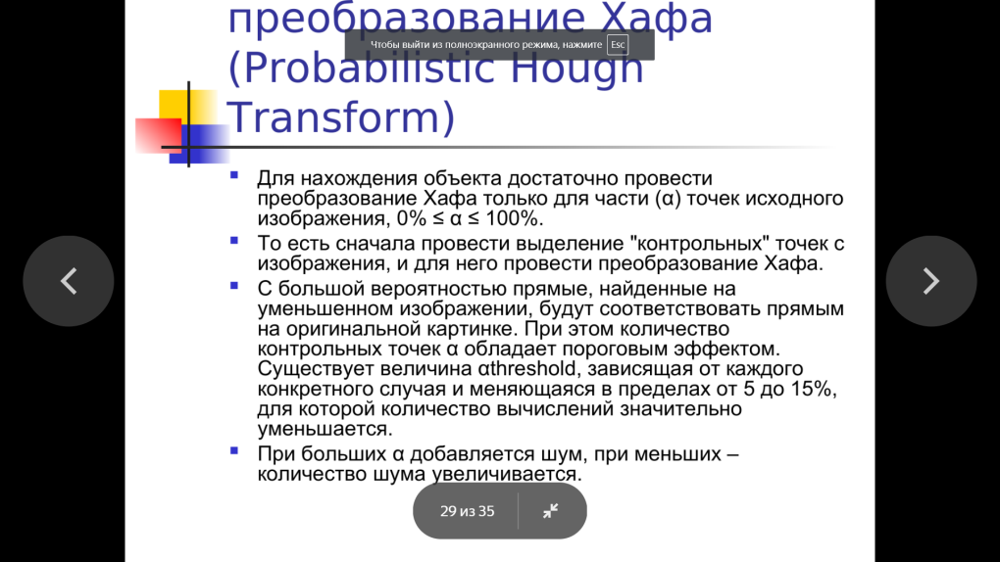 преобразование Хафа
Чтобы выйти из полноэкранного режима, нажмите Esc
(Probabilistic Hough
Transform)
Для нахождения объекта достаточно провести
преобразование Хафа только для части (α) точек исходного
изображения, 0% ≤ α ≤ 100%.
То есть сначала провести выделение "контрольных" точек с
изображения, и для него провести преобразование Хафа.
С большой вероятностью прямые, найденные на
уменьшенном изображении, будут соответствовать прямым
на оригинальной картинке. При этом количество
контрольных точек α обладает пороговым эффектом.
Существует величина αthreshold, зависящая от каждого
конкретного случая и меняющаяся в пределах от 5 до 15%,
для которой количество вычислений значительно
уменьшается.
При больших α добавляется шум, при меньших –
количество шума увеличивается.
29 из 35